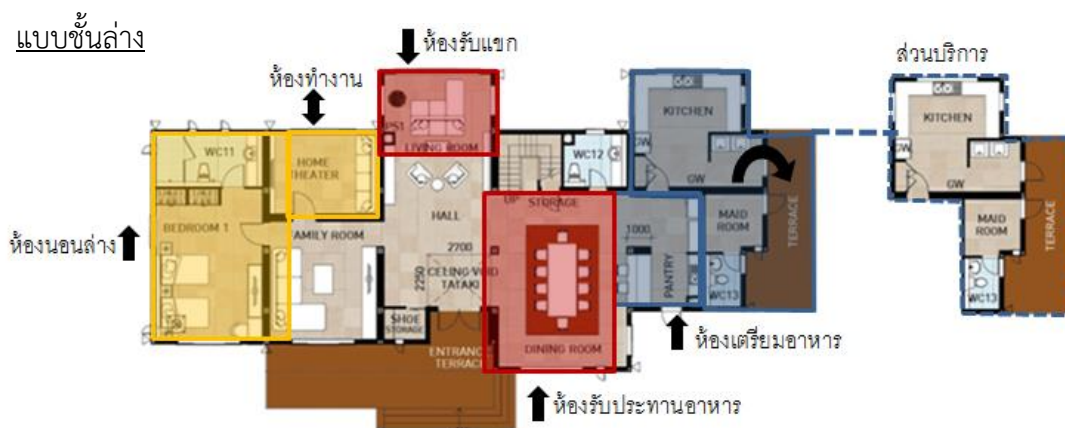 แบบชั้นล่าง
ห้องรับแขก
ห้องทำงาน
ส่วนบริการ
KITCHEN
KITCHEN
PS1
LIVING ROOM
WC11
HOME THEATER
WC12
GW
GW
GW
GW
UP
STORAGE
HALL
MAID ROOM
TERRACE
MAID ROOM
TERRACE
ห้องนอนล่าง
BEDROOM 1
AMILY ROOM
2700
2250
CELING VOID
TATAKI
1000
PANTRY
WC13
WC13
SHOE STORAGE
ENTRANCE TERRACE
DINING ROOM
ห้องเตรียมอาหาร
ห้องรับประทานอาหาร